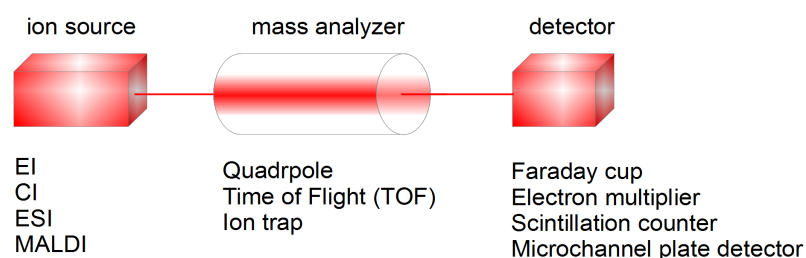 ion source
mass analyzer
detector
EI
CI
ESI
MALDI
Quadrpole
Time of Flight (TOF)
Ion trap
Faraday cup
Electron multiplier
Scintillation counter
Microchannel plate detector